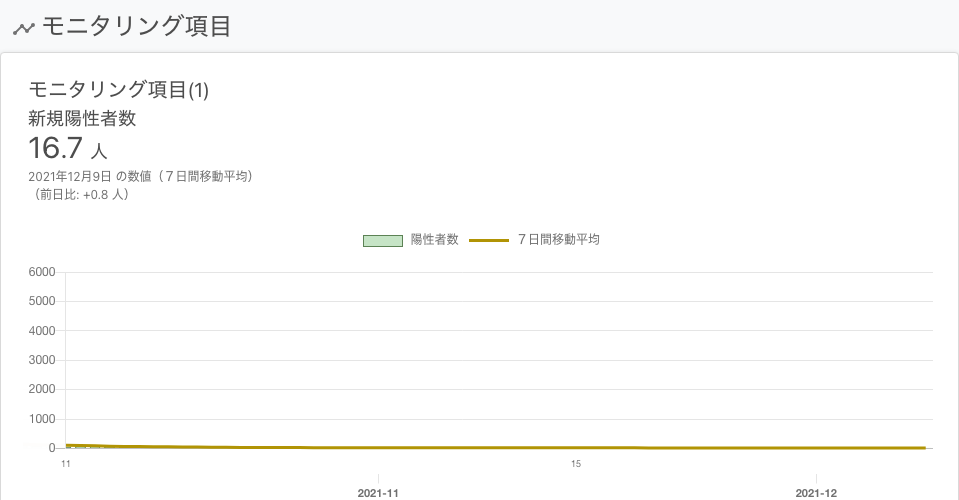 モニタリング項目
モニタリング項目(1)
新規陽性者数
16.7 人
2021年12月9日 の数値（７日間移動平均）
（前日比: +0.8 人）
陽性者数 ７日間移動平均
6000
5000
4000
3000
2000
1000
0
11 15
2021-11 2021-12